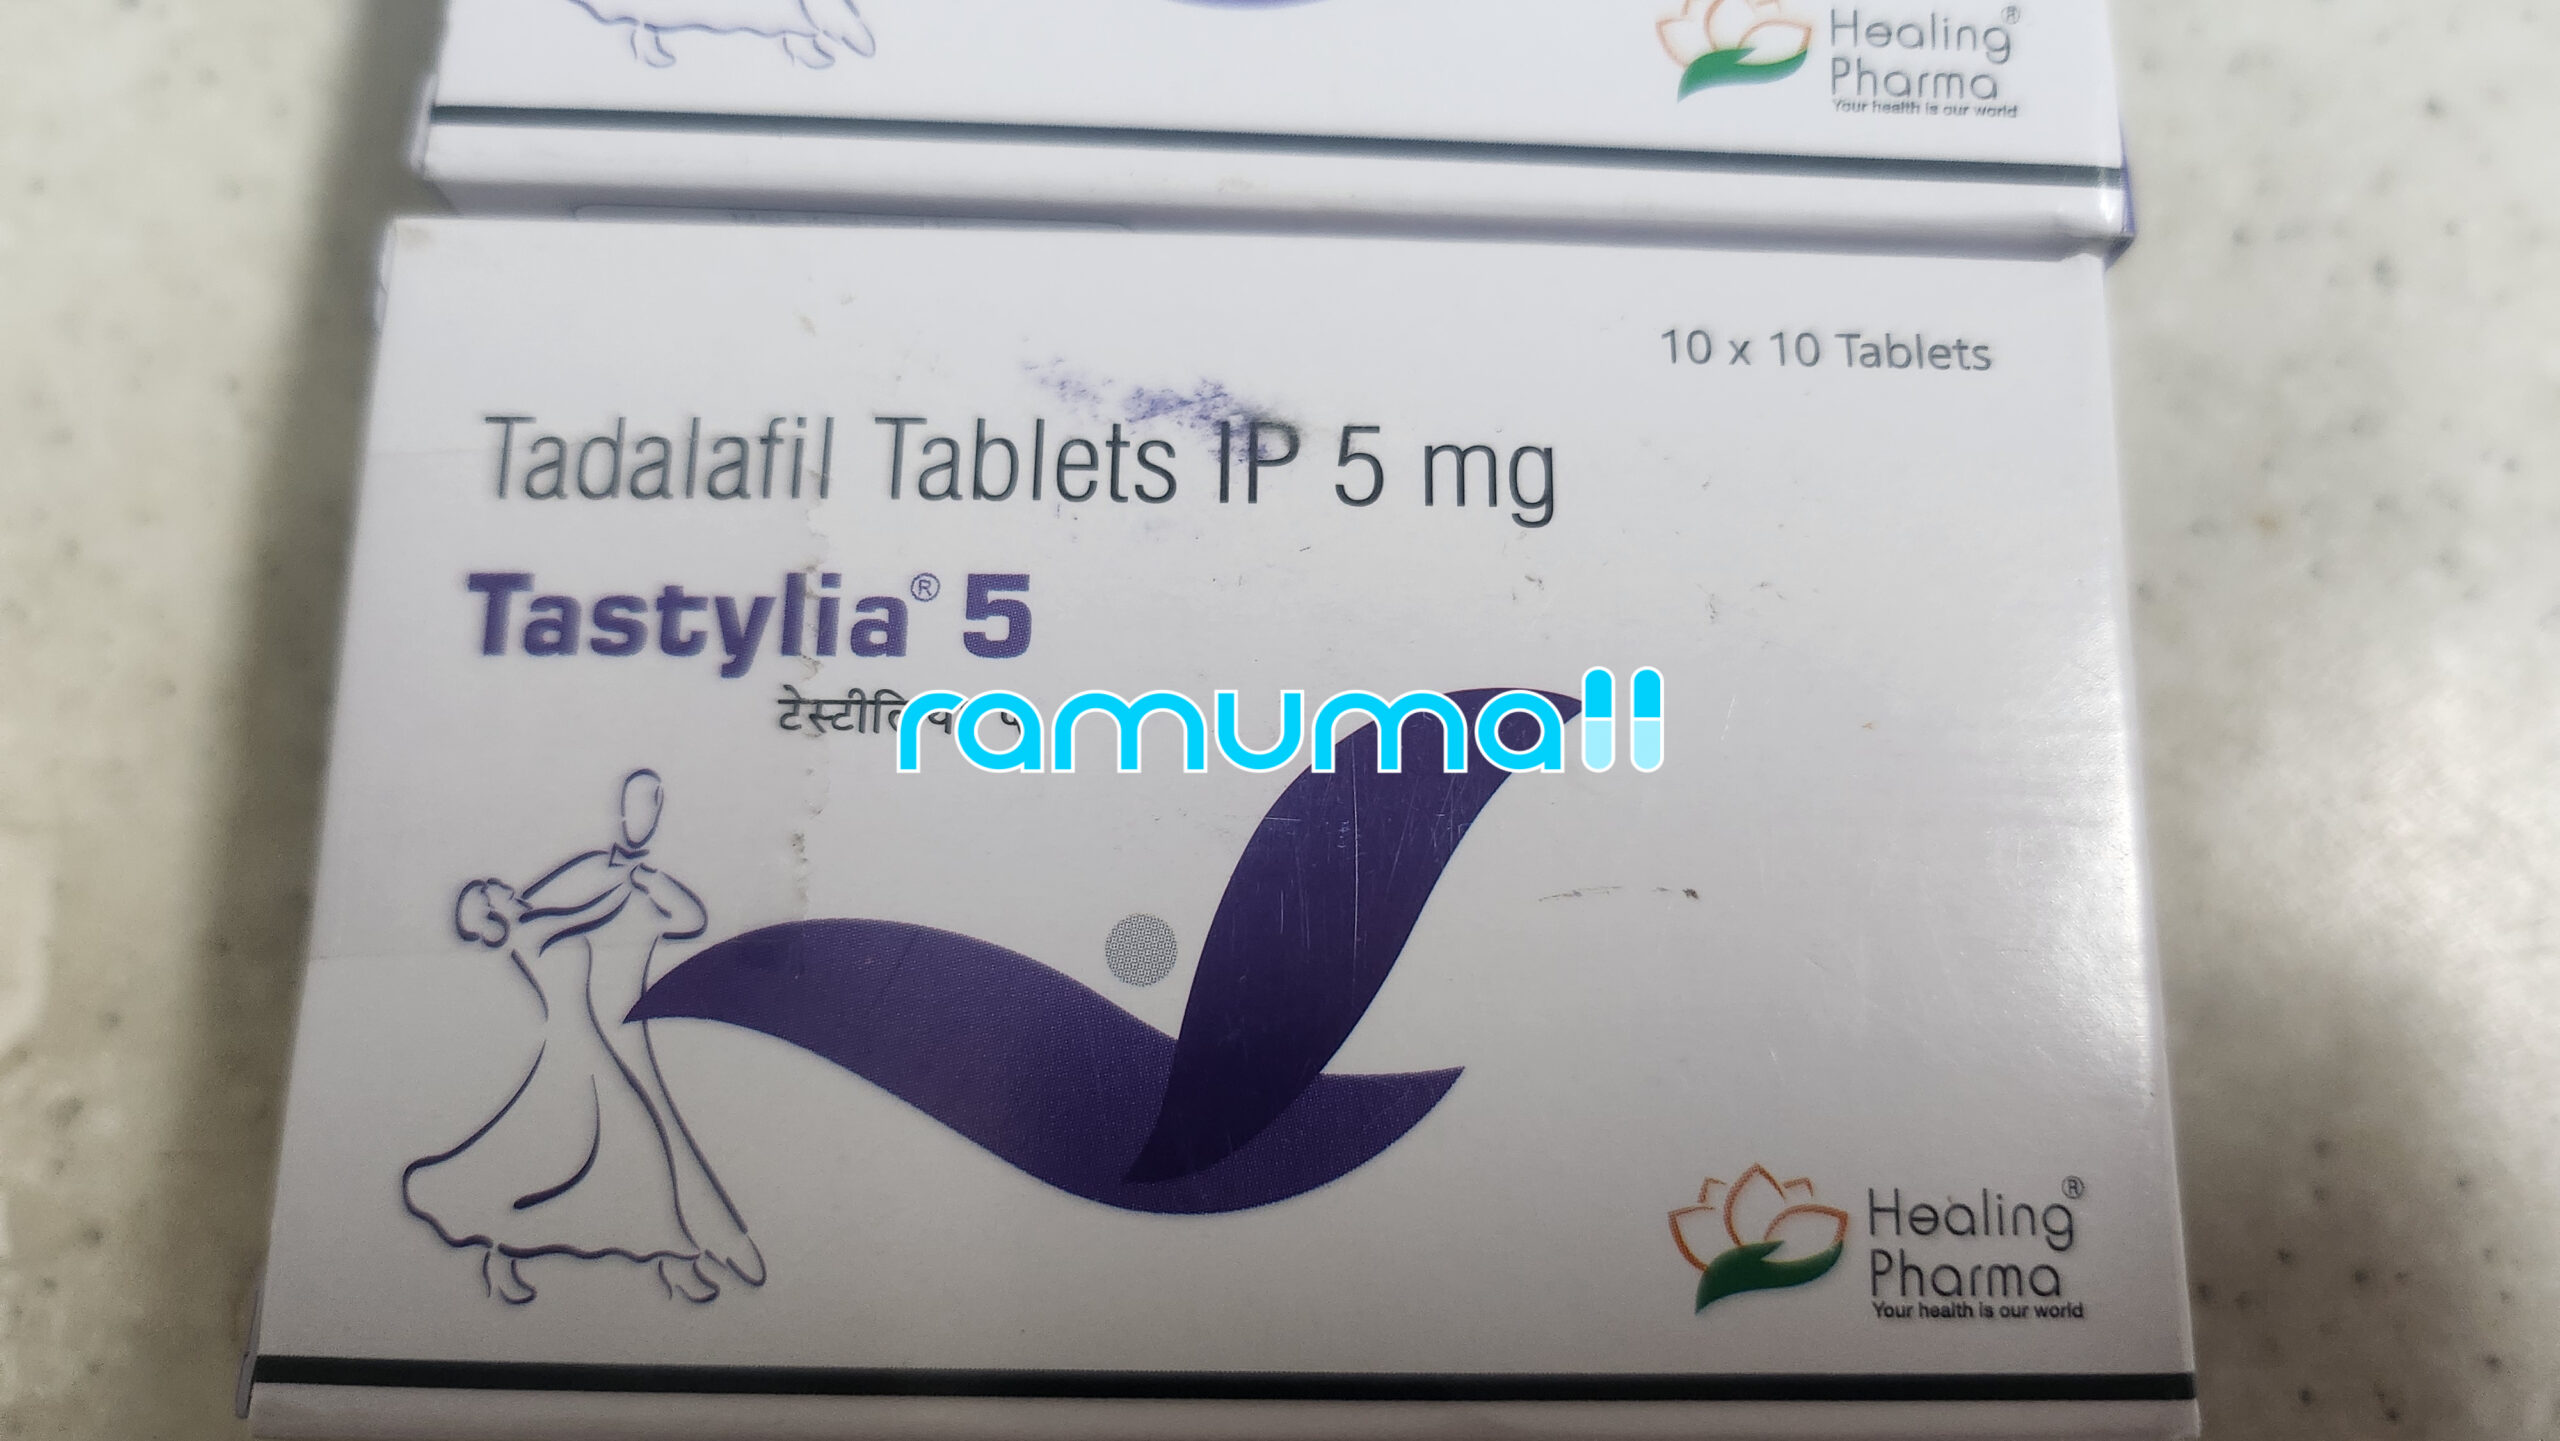 Healing®
Pharma
Your health is our world
10 x 10 Tablets
Tadalafil Tablets IP 5 mg
Tastylia® 5
ramumall
Healing®
Pharma
Your health is our world